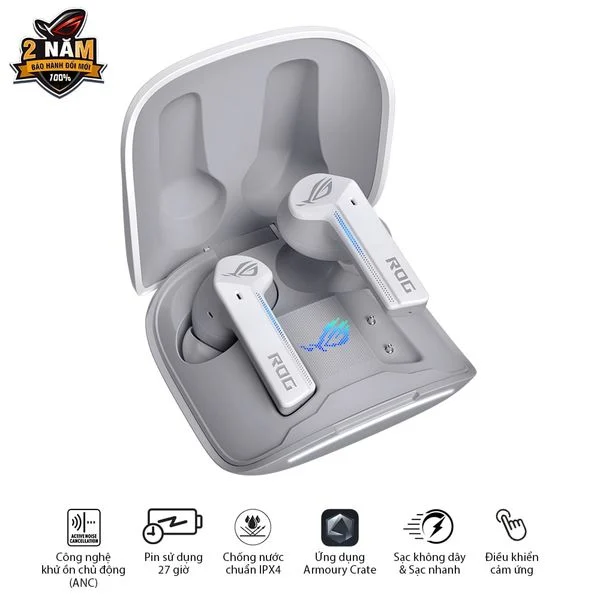 2 NĂM
BẢO HÀNH ĐỔI MỚI
100%
ROG
ROG
ACTIVE NOISE
CANCELLATION
Công nghệ
khử ồn chủ động
(ANC)
Pin sử dụng
27 giờ
Chống nước
chuẩn IPX4
Ứng dụng
Armoury Crate
Sạc không dây
& Sạc nhanh
Điều khiển
cảm ứng